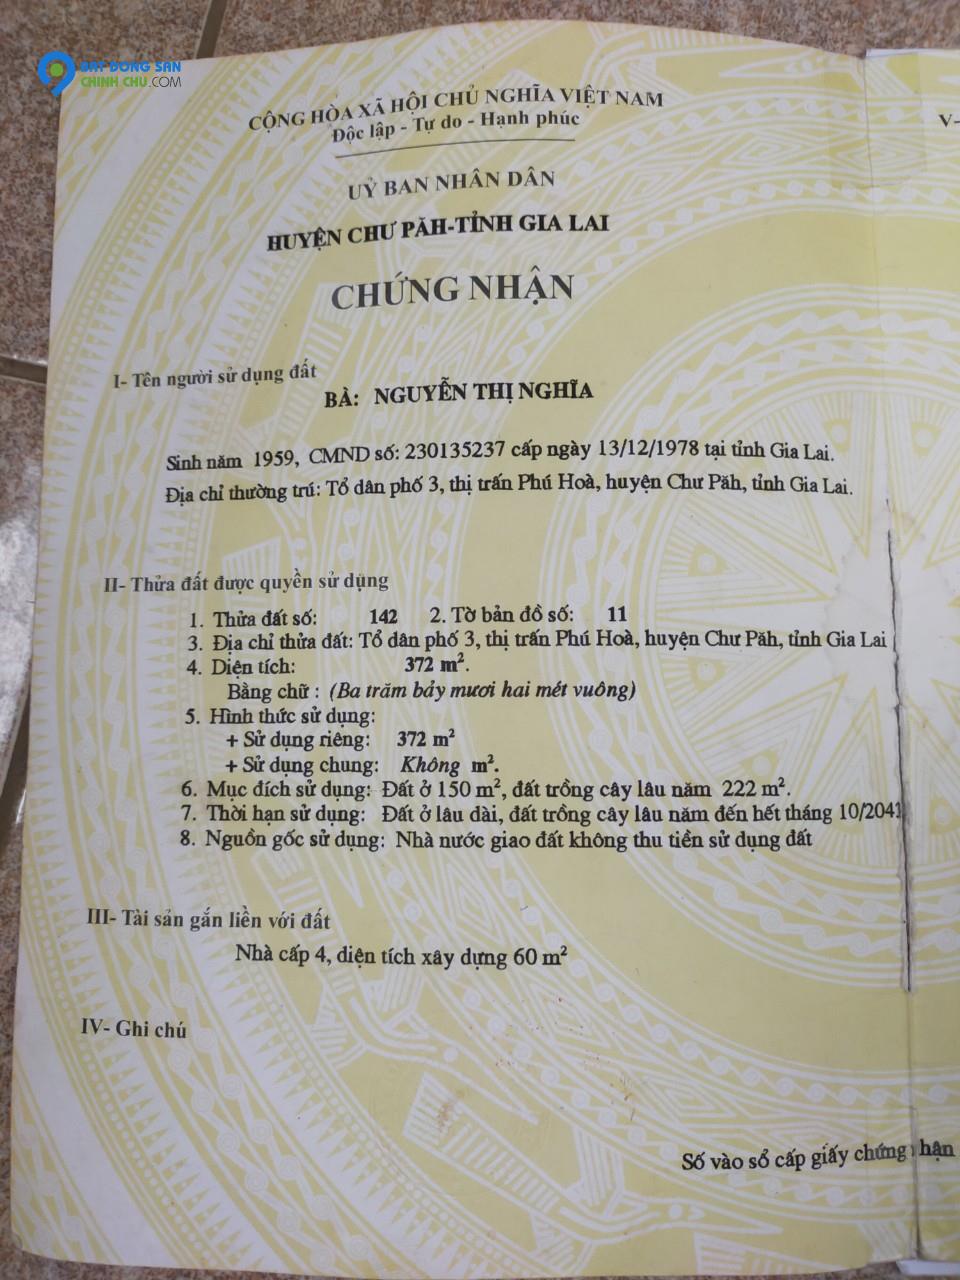 BAT DONG SAN
CHINH CHU.COM
CỘNG HÒA XÃ HỘI CHỦ NGHĨA VIỆT NAM
Độc lập - Tự do - Hạnh phúc
V-
UỶ BAN NHÂN DÂN
HUYỆN CHƯ PĂH-TỈNH GIA LAI
CHỨNG NHẬN
I- Tên người sử dụng đất
BÀ: NGUYỄN THỊ NGHĨA
Sinh năm 1959, CMND số: 230135237 cấp ngày 13/12/1978 tại tỉnh Gia Lai.
Địa chỉ thường trú: Tổ dân phố 3, thị trấn Phú Hoà, huyện Chư Păh, tỉnh Gia Lai.
II- Thửa đất được quyền sử dụng
1. Thửa đất số: 142 2. Tờ bản đồ số: 11
3. Địa chỉ thửa đất: Tổ dân phố 3, thị trấn Phú Hoà, huyện Chư Păh, tỉnh Gia Lai
4. Diện tích: 372 m².
Bằng chữ : (Ba trăm bảy mươi hai mét vuông)
5. Hình thức sử dụng:
+ Sử dụng riêng: 372 m²
+ Sử dụng chung: Không m².
6. Mục đích sử dụng: Đất ở 150 m², đất trồng cây lâu năm 222 m².
7. Thời hạn sử dụng: Đất ở lâu dài, đất trồng cây lâu năm đến hết tháng 10/2041
8. Nguồn gốc sử dụng: Nhà nước giao đất không thu tiền sử dụng đất
III- Tài sản gắn liền với đất
Nhà cấp 4, diện tích xây dựng 60 m²
IV- Ghi chú
Số vào sổ cấp giấy chứng nhận